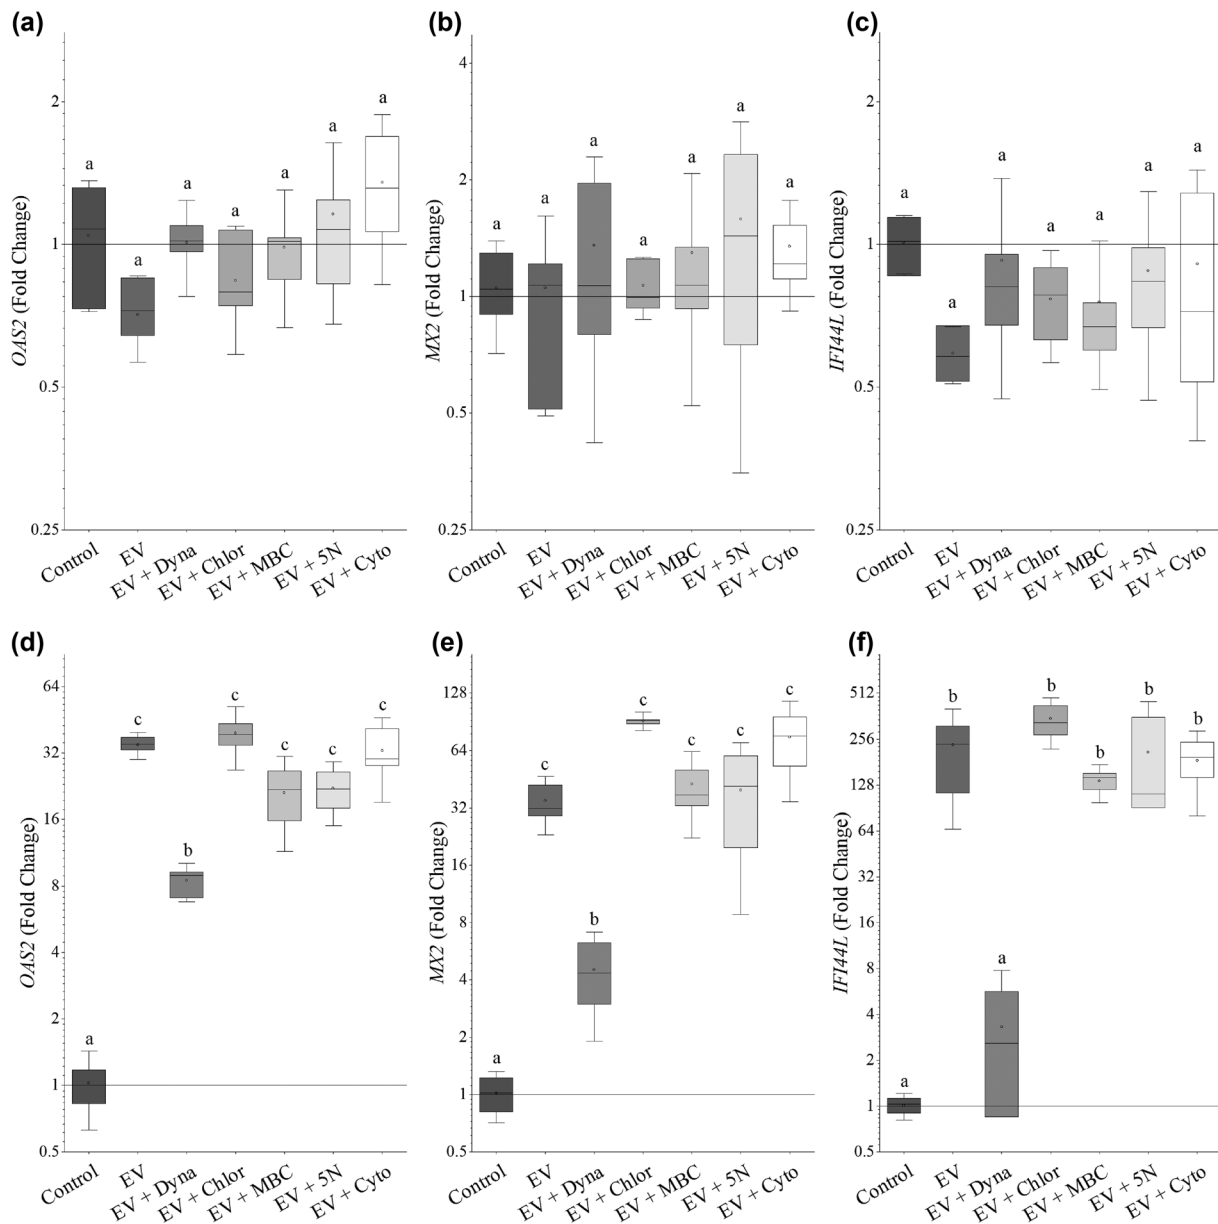 (a)
OAS2 (Fold Change)
2
1
0.5
0.25
a
a
a
a
a
a
a
Control
EV
EV + Dyna
EV + Chlor
EV + MBC
EV + 5N
EV + Cyto
(b)
MX2 (Fold Change)
4
2
1
0.5
0.25
a
a
a
a
a
a
a
Control
EV
EV + Dyna
EV + Chlor
EV + MBC
EV + 5N
EV + Cyto
(c)
IFI44L (Fold Change)
2
1
0.5
0.25
a
a
a
a
a
a
a
Control
EV
EV + Dyna
EV + Chlor
EV + MBC
EV + 5N
EV + Cyto
(d)
OAS2 (Fold Change)
64
32
16
8
4
2
1
0.5
a
c
b
c
c
c
c
Control
EV
EV + Dyna
EV + Chlor
EV + MBC
EV + 5N
EV + Cyto
(e)
MX2 (Fold Change)
128
64
32
16
8
4
2
1
0.5
a
c
b
c
c
c
c
Control
EV
EV + Dyna
EV + Chlor
EV + MBC
EV + 5N
EV + Cyto
(f)
IFI44L (Fold Change)
512
256
128
64
32
16
8
4
2
1
0.5
a
b
a
b
b
b
b
Control
EV
EV + Dyna
EV + Chlor
EV + MBC
EV + 5N
EV + Cyto